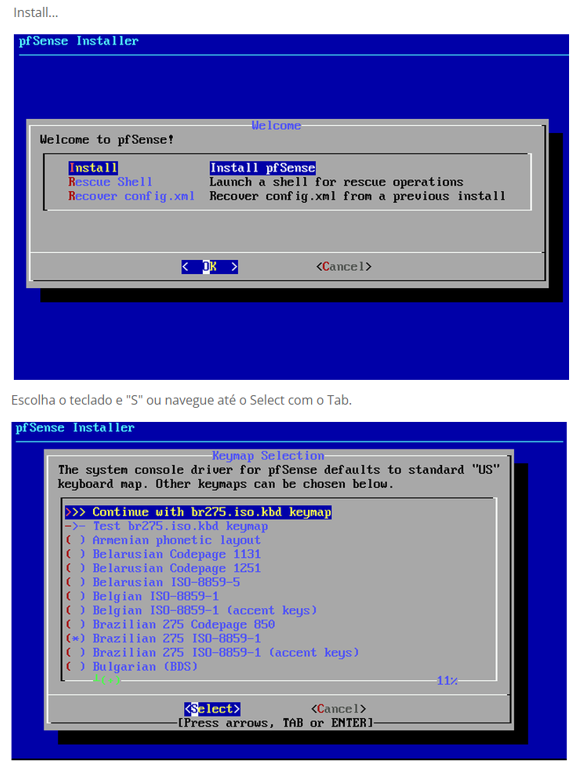 Install...
pfSense Installer
Welcome
Welcome to pfSense!
Install Install pfSense
Rescue Shell Launch a shell for rescue operations
Recover config.xml Recover config.xml from a previous install
< OK > <Cancel>
Escolha o teclado e "S" ou navegue até o Select com o Tab.
pfSense Installer
Keymap Selection
The system console driver for pfSense defaults to standard "US"
keyboard map. Other keymaps can be chosen below.
>>> Continue with br275.iso.kbd keymap
->- Test br275.iso.kbd keymap
( ) Armenian phonetic layout
( ) Belarusian Codepage 1131
( ) Belarusian Codepage 1251
( ) Belarusian ISO-8859-5
( ) Belgian ISO-8859-1
( ) Belgian ISO-8859-1 (accent keys)
( ) Brazilian 275 Codepage 850
(*) Brazilian 275 ISO-8859-1
( ) Brazilian 275 ISO-8859-1 (accent keys)
( ) Bulgarian (BDS)
11%
<Select> <Cancel>
[Press arrows, TAB or ENTER]